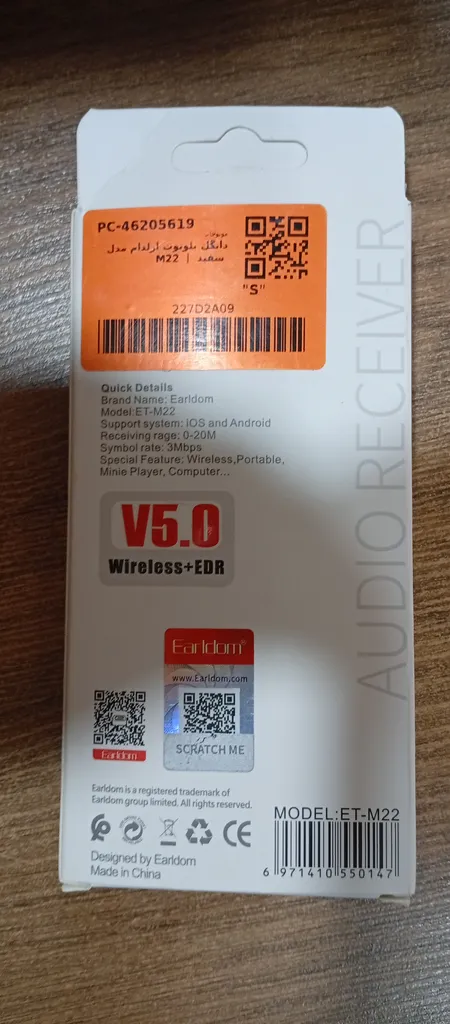 PC-46205619
دانگل بلوتوث ارلدام مدل
M22 | سفید
"S"
227D2A09
Quick Details
Brand Name: Earldom
Model:ET-M22
Support system: IOS and Android
Receiving rage: 0-20M
Symbol rate: 3Mbps
Special Feature: Wireless,Portable,
Minie Player, Computer...
V5.0
Wireless+EDR
AUDIO RECEIVER
Earldom®
www.Earldom.com
SCRATCH ME
Earldom
Earldom is a registered trademark of
Earldom group limited. All rights reserved.
CE
Designed by Earldom
Made in China
MODEL:ET-M22
6 971410 550147